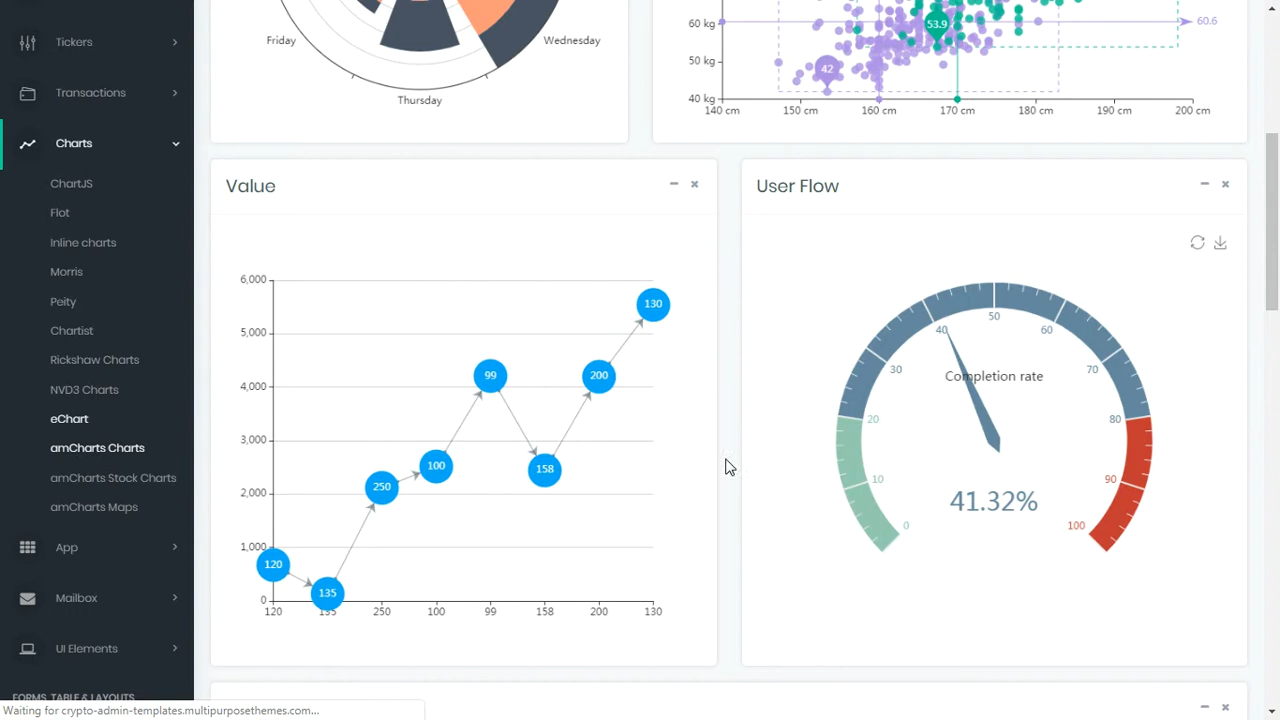 Tickers
Transactions
Charts
ChartJS
Flot
Inline charts
Morris
Peity
Chartist
Rickshaw Charts
NVD3 Charts
eChart
amCharts Charts
amCharts Stock Charts
amCharts Maps
App
Mailbox
UI Elements
FORMS, TABLE & LAYOUTS
Friday
Wednesday
Thursday
60 kg
50 kg
40 kg
53.9
60.6
42
140 cm
150 cm
160 cm
170 cm
180 cm
190 cm
200 cm
Value
6,000
5,000
4,000
3,000
2,000
1,000
0
120
135
250
100
99
158
200
130
120
135
250
100
99
158
200
130
User Flow
0
10
20
30
40
50
60
70
80
90
100
Completion rate
41.32%
Waiting for crypto-admin-templates.multipurposethemes.com...